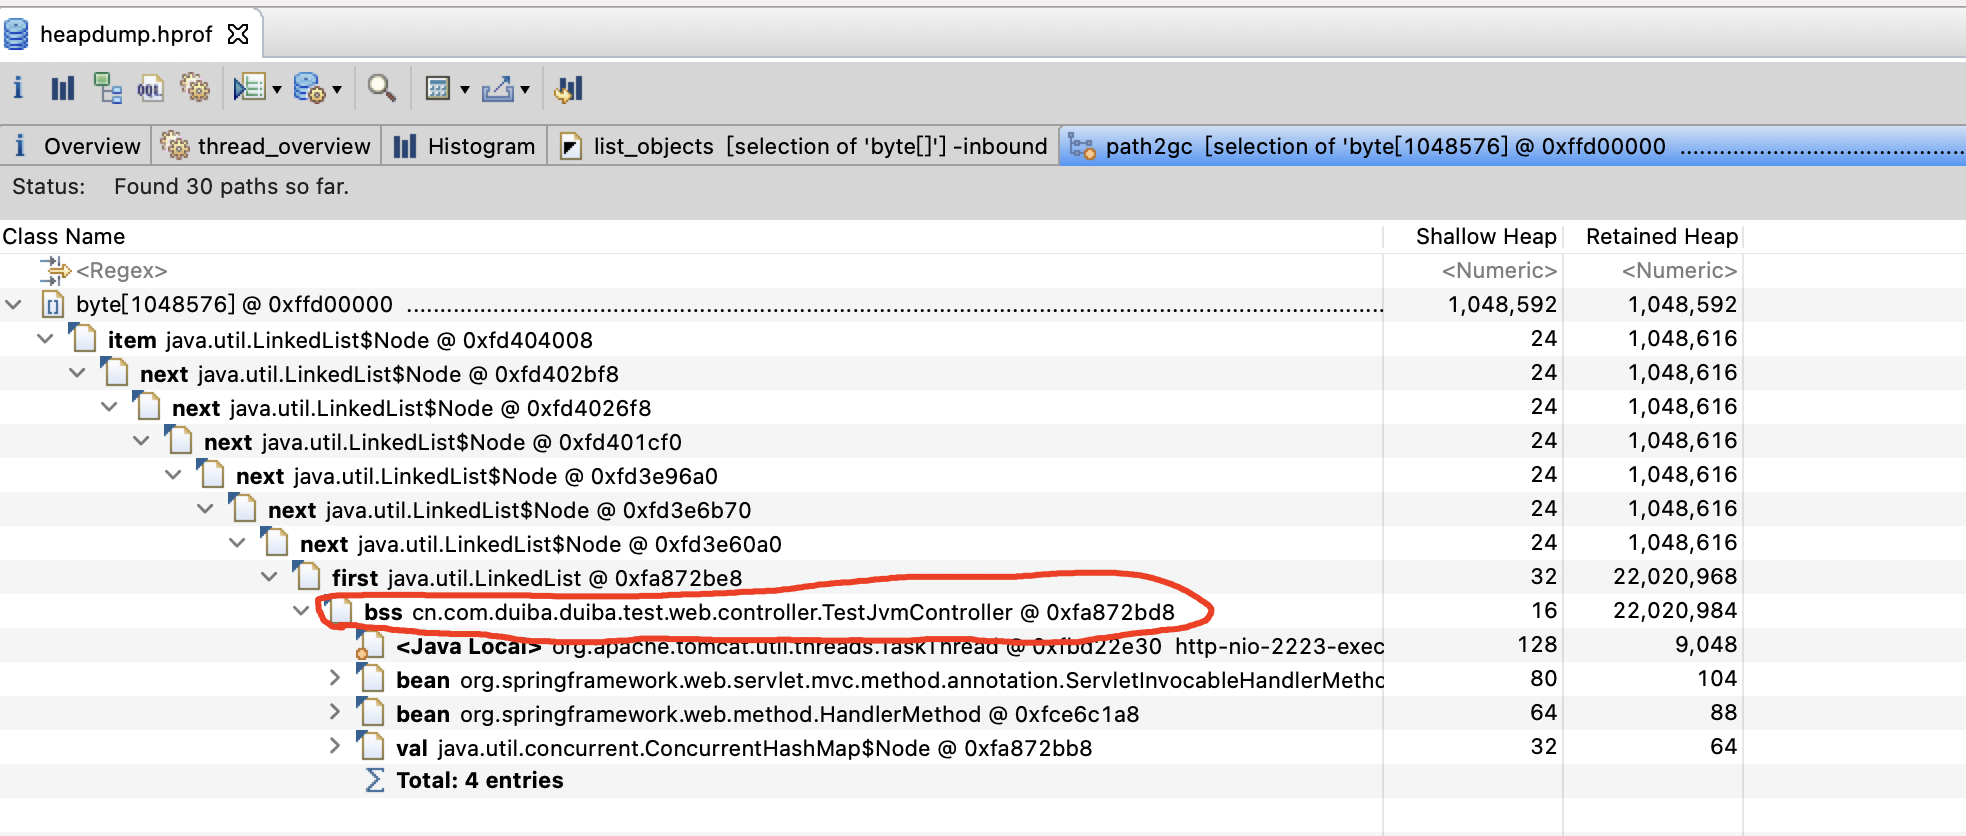 heapdump.hprof
OQL
Overview thread_overview Histogram list_objects [selection of 'byte[]'] -inbound path2gc [selection of 'byte[1048576] @ 0xffd00000
Status: Found 30 paths so far.
Class Name Shallow Heap Retained Heap
<Regex> <Numeric> <Numeric>
byte[1048576] @ 0xffd00000 1,048,592 1,048,592
item java.util.LinkedList$Node @ 0xfd404008 24 1,048,616
next java.util.LinkedList$Node @ 0xfd402bf8 24 1,048,616
next java.util.LinkedList$Node @ 0xfd4026f8 24 1,048,616
next java.util.LinkedList$Node @ 0xfd401cf0 24 1,048,616
next java.util.LinkedList$Node @ 0xfd3e96a0 24 1,048,616
next java.util.LinkedList$Node @ 0xfd3e6b70 24 1,048,616
next java.util.LinkedList$Node @ 0xfd3e60a0 24 1,048,616
first java.util.LinkedList @ 0xfa872be8 32 22,020,968
bss cn.com.duiba.duiba.test.web.controller.TestJvmController @ 0xfa872bd8 16 22,020,984
<Java Local> org.apache.tomcat.util.threads.TaskThread @ 0xfbd22e30 http-nio-2223-exec 128 9,048
bean org.springframework.web.servlet.mvc.method.annotation.ServletInvocableHandlerMetho 80 104
bean org.springframework.web.method.HandlerMethod @ 0xfce6c1a8 64 88
val java.util.concurrent.ConcurrentHashMap$Node @ 0xfa872bb8 32 64
Total: 4 entries